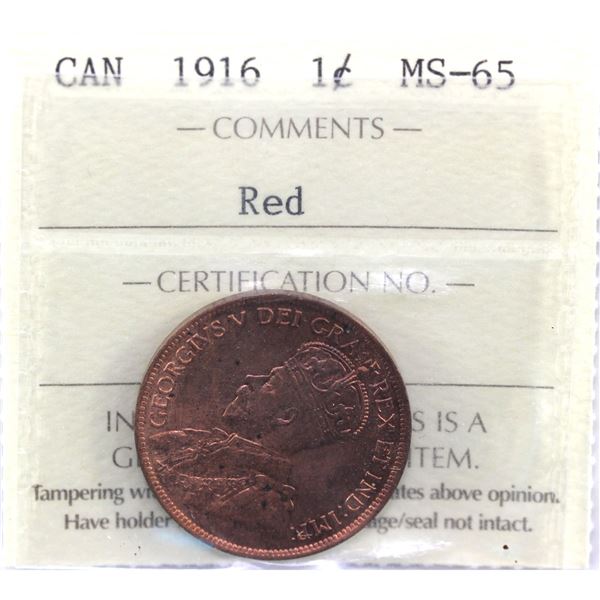 CAN 1916 1¢ MS-65
— COMMENTS —
Red
— CERTIFICATION NO. —
GEORGIVS V DEI GRA: REX ET IND: IMP:
IN S IS A
G ITEM.
Tampering ates above opinion.
Have holder age/seal not intact.